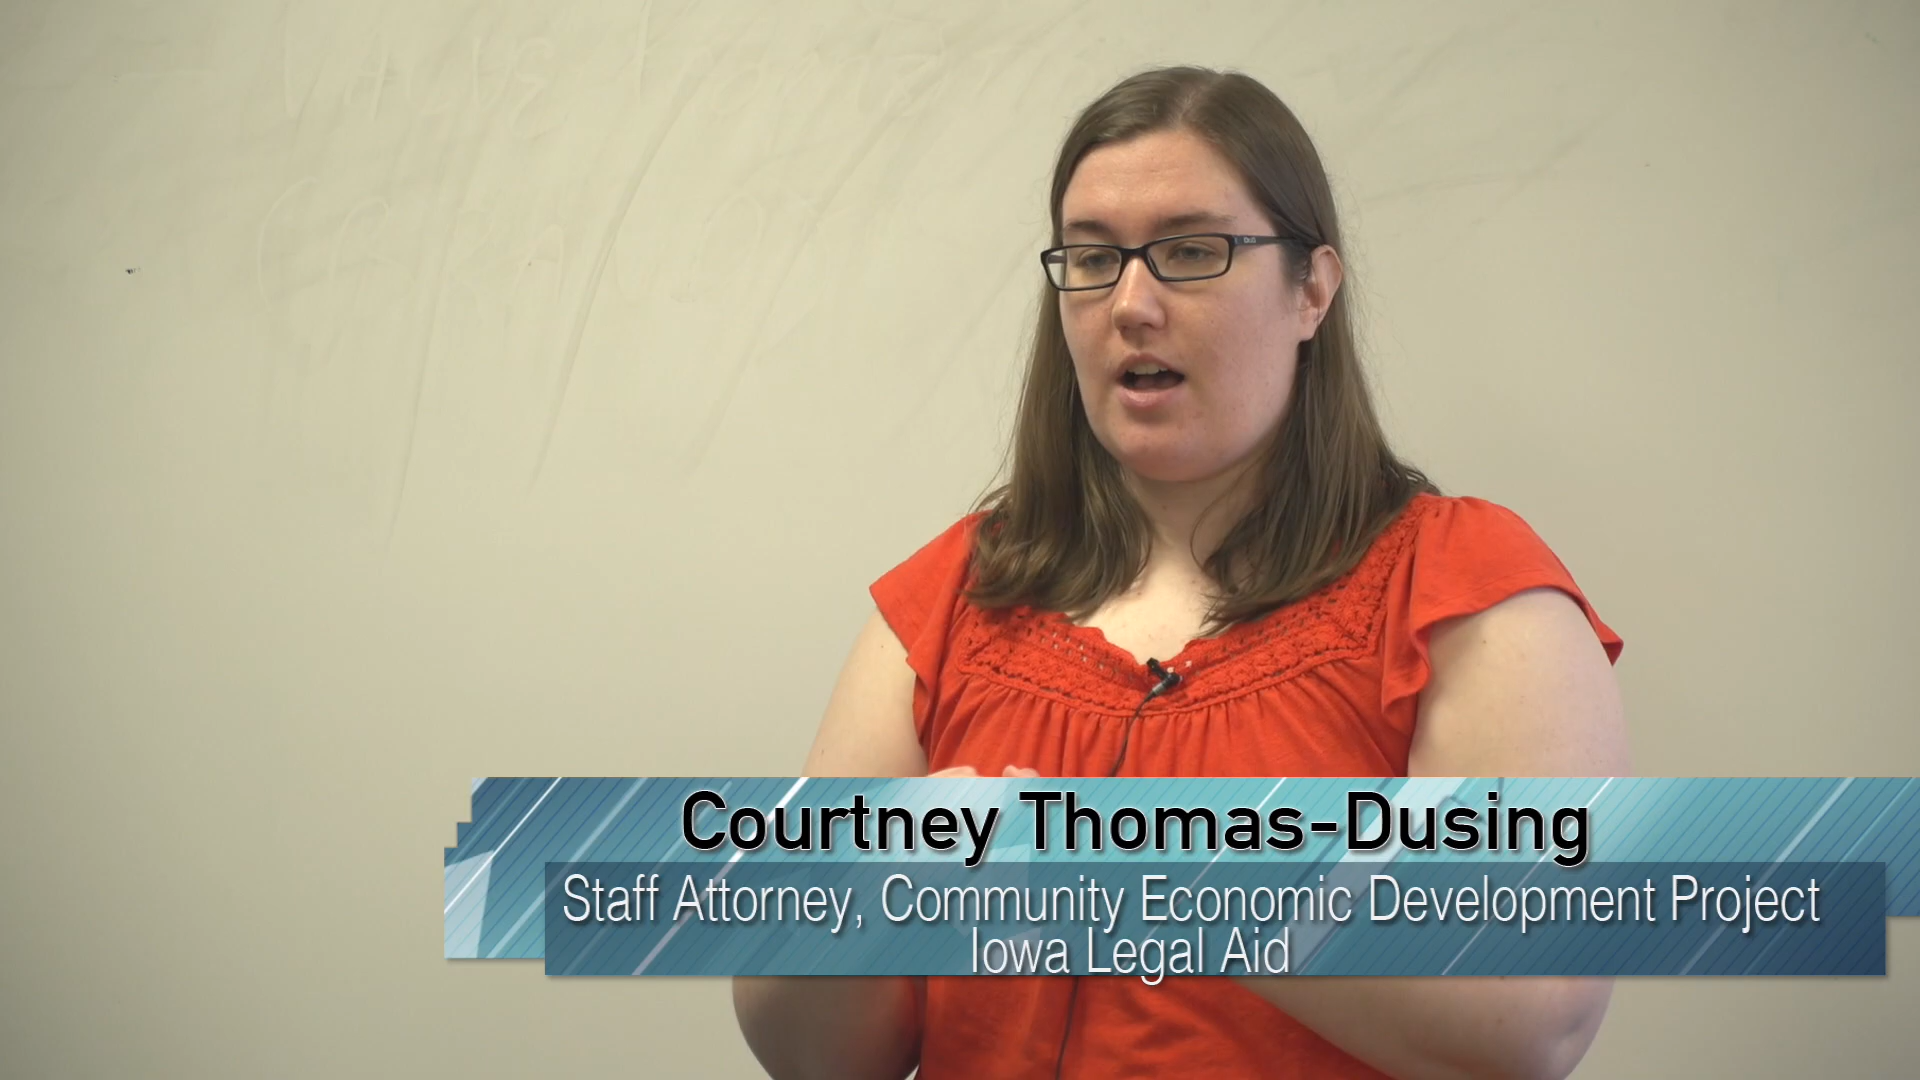 Courtney Thomas-Dusing
Staff Attorney, Community Economic Development Project
Iowa Legal Aid